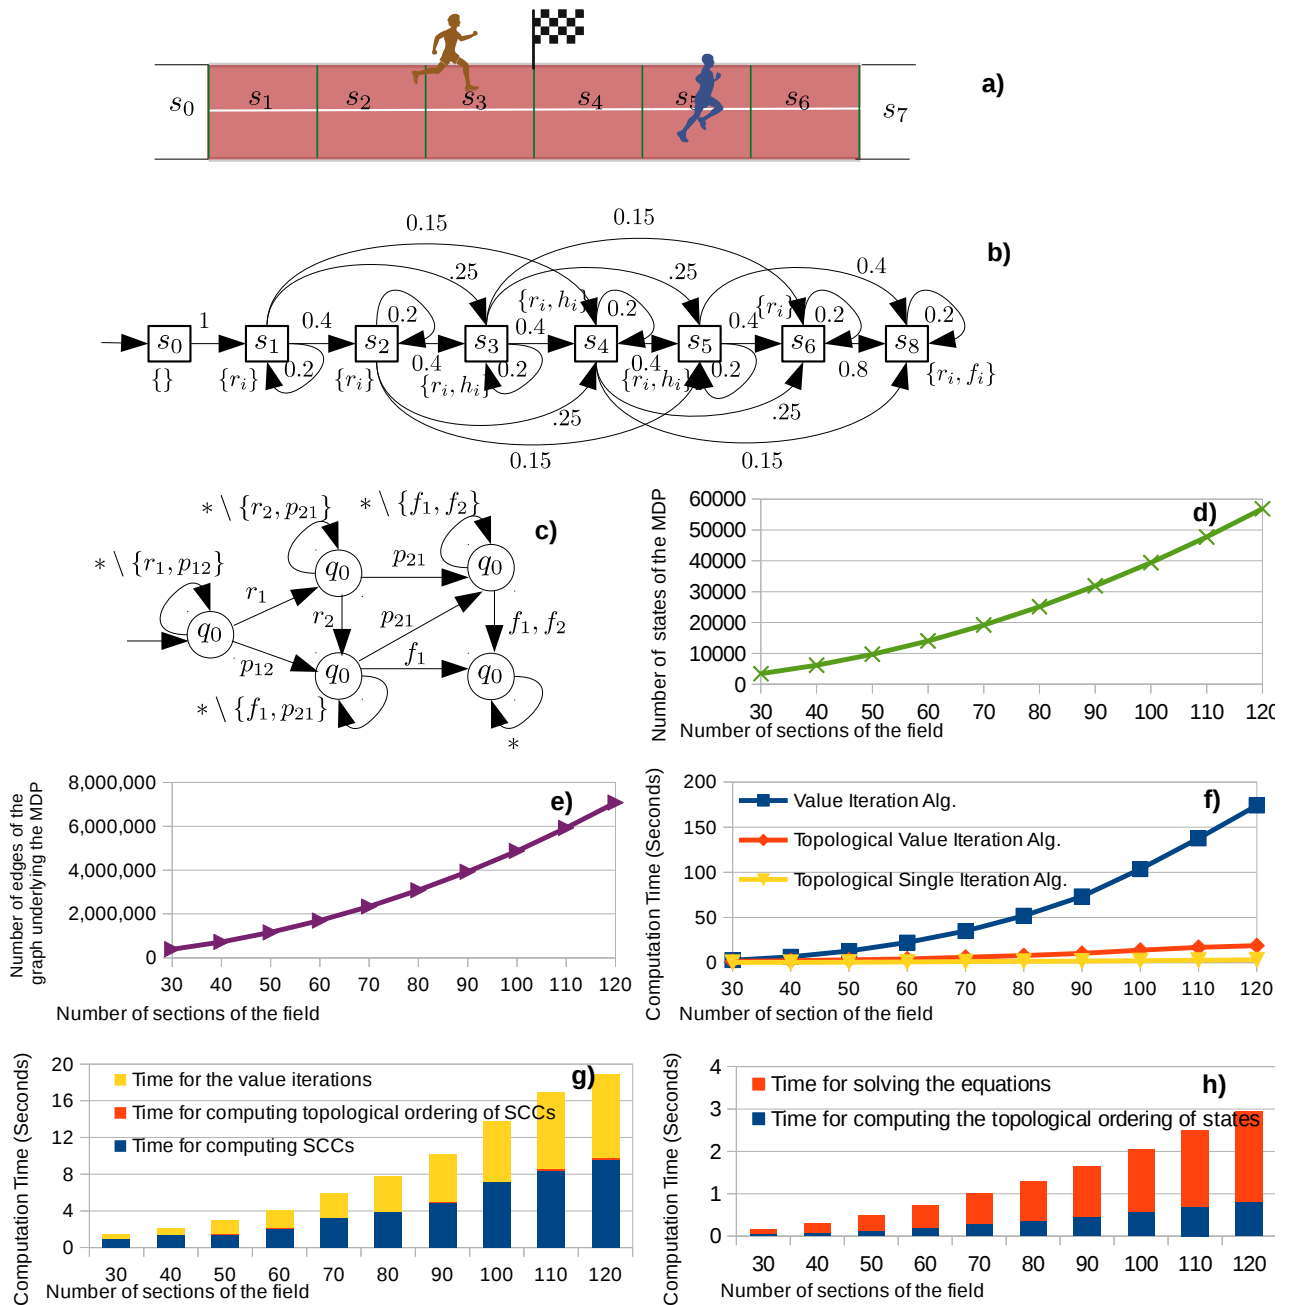 a)
s0 s1 s2 s3 s4 s5 s6 s7
b)
0.15 0.15
.25 .25 0.4
{r_i, h_i} {r_i}
1 0.4 0.2 0.4 0.2 0.4 0.2 0.2
s0 s1 s2 s3 s4 s5 s6 s8
0.2 0.4 0.2 0.4 0.2 0.8
{} {r_i} {r_i} {r_i, h_i} {r_i, h_i} {r_i, f_i}
.25 .25
0.15 0.15
c)
* \ {r2, p21} * \ {f1, f2}
* \ {r1, p12} q0 p21 q0
r1 r2 p21 f1, f2
q0 p12 q0 f1 q0
* \ {f1, p21} *
d)
Number of states of the MDP
60000
50000
40000
30000
20000
10000
0
30 40 50 60 70 80 90 100 110 120
Number of sections of the field
e)
Number of edges of the
graph underlying the MDP
8,000,000
6,000,000
4,000,000
2,000,000
0
30 40 50 60 70 80 90 100 110 120
Number of sections of the field
f)
Computation Time (Seconds)
200
150
100
50
0
Value Iteration Alg.
Topological Value Iteration Alg.
Topological Single Iteration Alg.
30 40 50 60 70 80 90 100 110 120
Number of section of the field
g)
Computation Time (Seconds)
20
16
12
8
4
0
Time for the value iterations
Time for computing topological ordering of SCCs
Time for computing SCCs
30 40 50 60 70 80 90 100 110 120
Number of sections of the field
h)
Computation Time (Seconds)
4
3
2
1
0
Time for solving the equations
Time for computing the topological ordering of states
30 40 50 60 70 80 90 100 110 120
Number of sections of the field